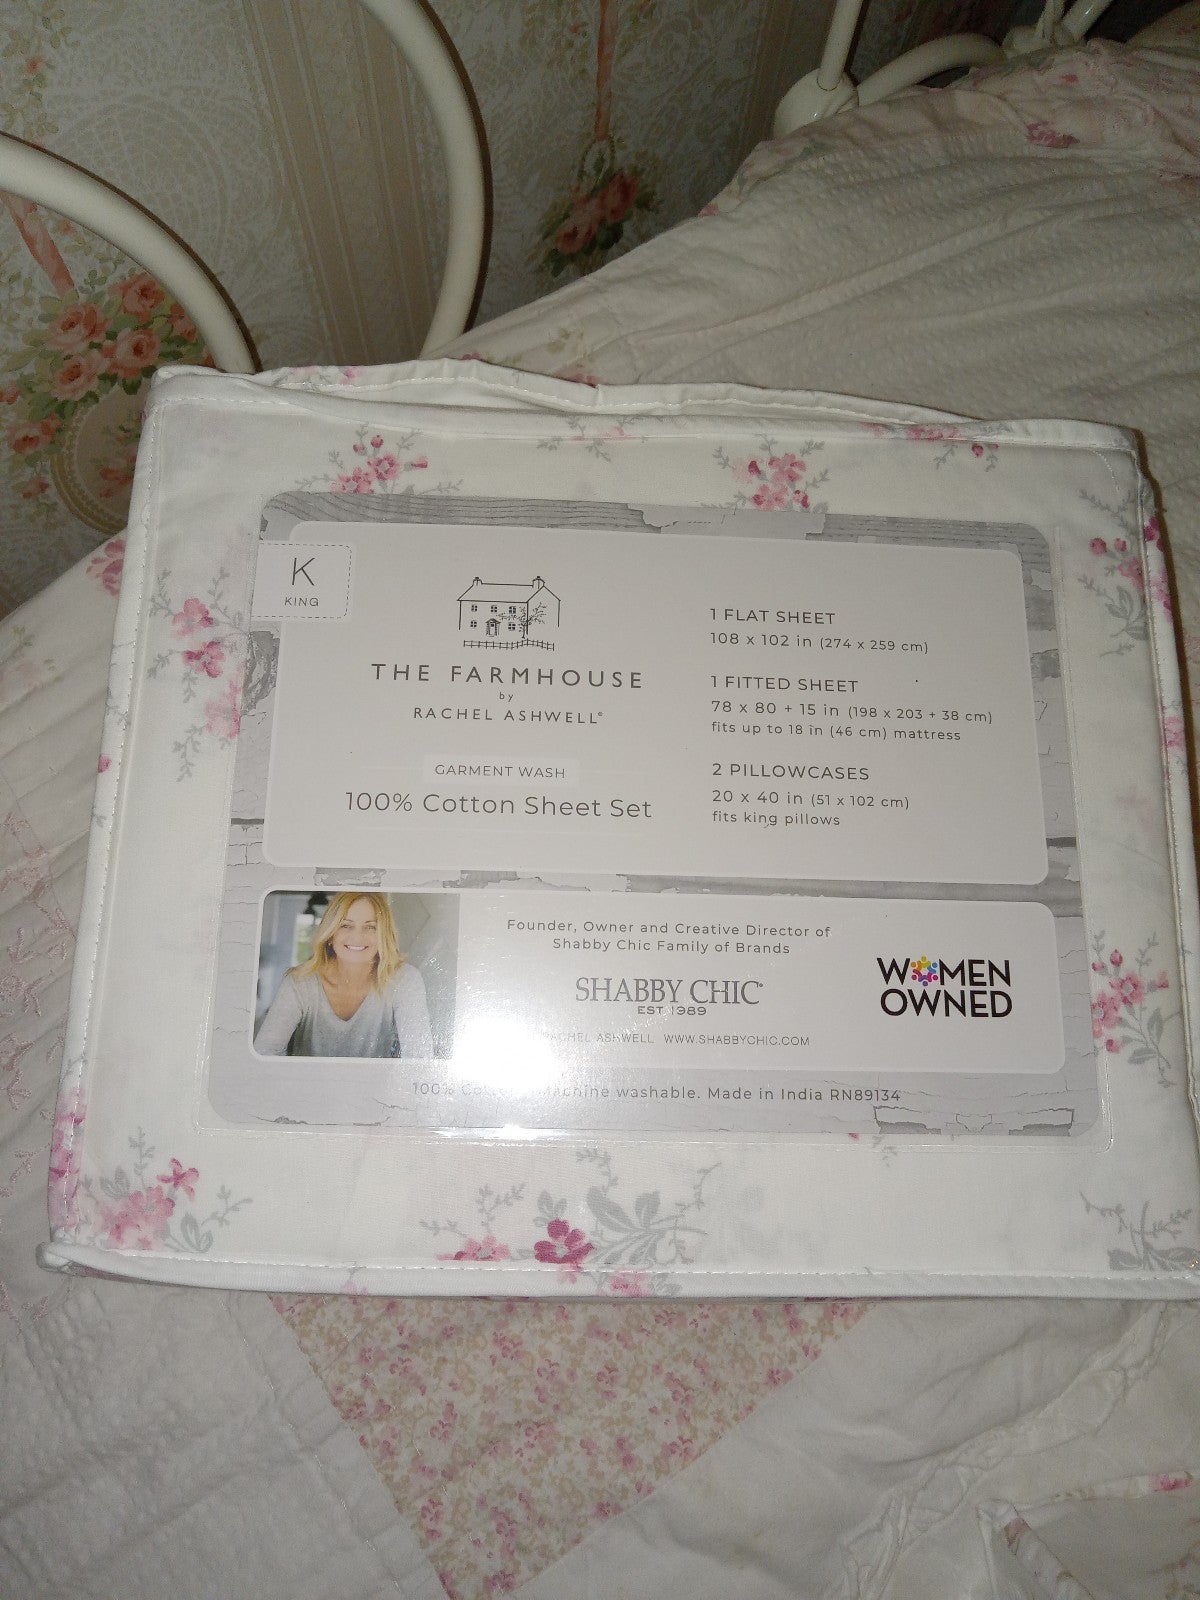 K
KING
THE FARMHOUSE
by
RACHEL ASHWELL®
GARMENT WASH
100% Cotton Sheet Set
1 FLAT SHEET
108 x 102 in (274 x 259 cm)
1 FITTED SHEET
78 x 80 + 15 in (198 x 203 + 38 cm)
fits up to 18 in (46 cm) mattress
2 PILLOWCASES
20 x 40 in (51 x 102 cm)
fits king pillows
Founder, Owner and Creative Director of
Shabby Chic Family of Brands
SHABBY CHIC®
EST 1989
RACHEL ASHWELL WWW.SHABBYCHIC.COM
WOMEN
OWNED
100% Machine washable. Made in India RN89134